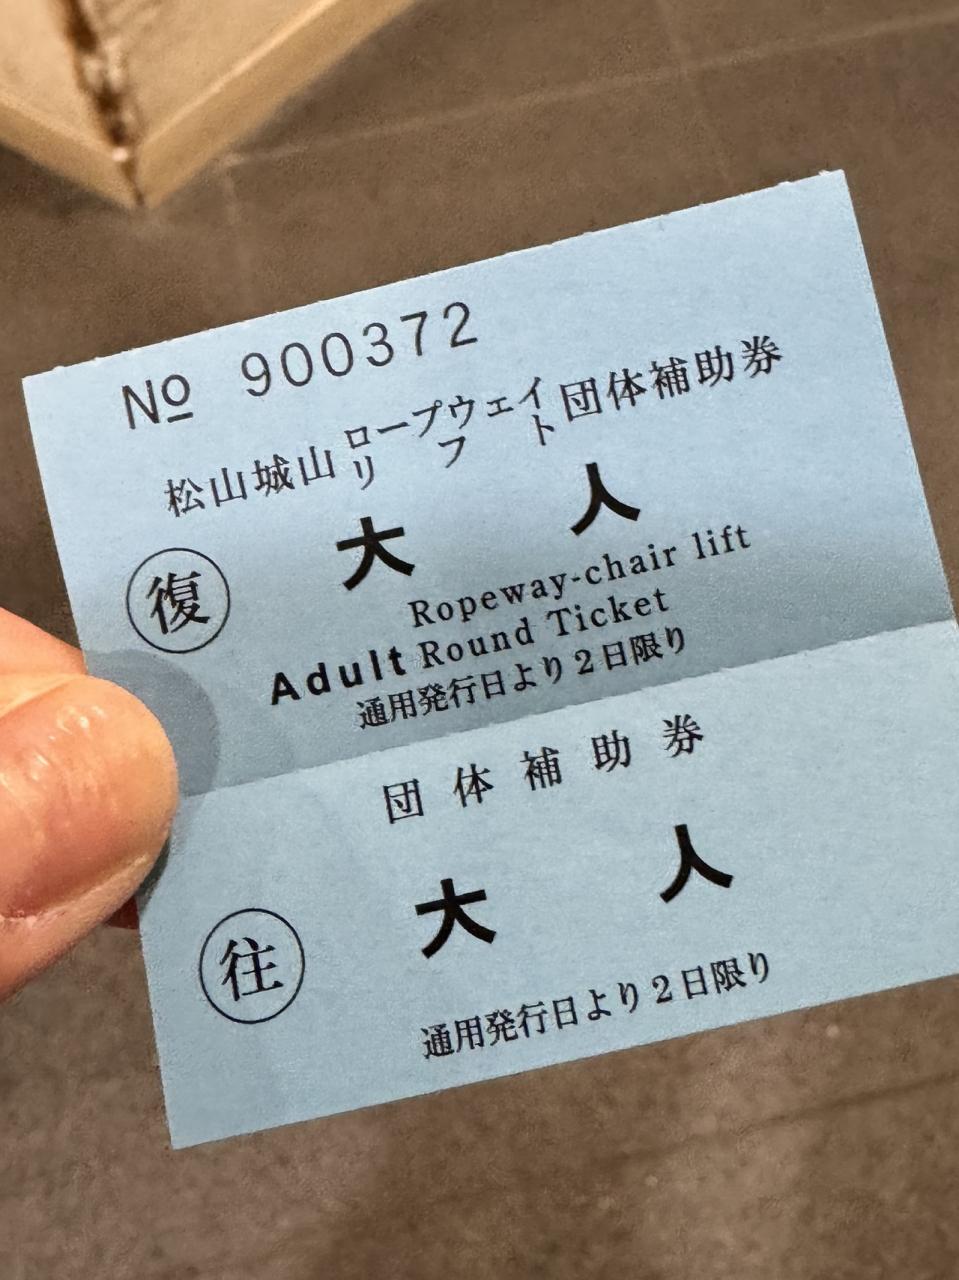 № 900372
松山城山ロープウェイ団体補助券
リフト
大人
復
Ropeway-chair lift
Adult Round Ticket
通用発行日より2日限り
団体補助券
大人
往
通用発行日より2日限り